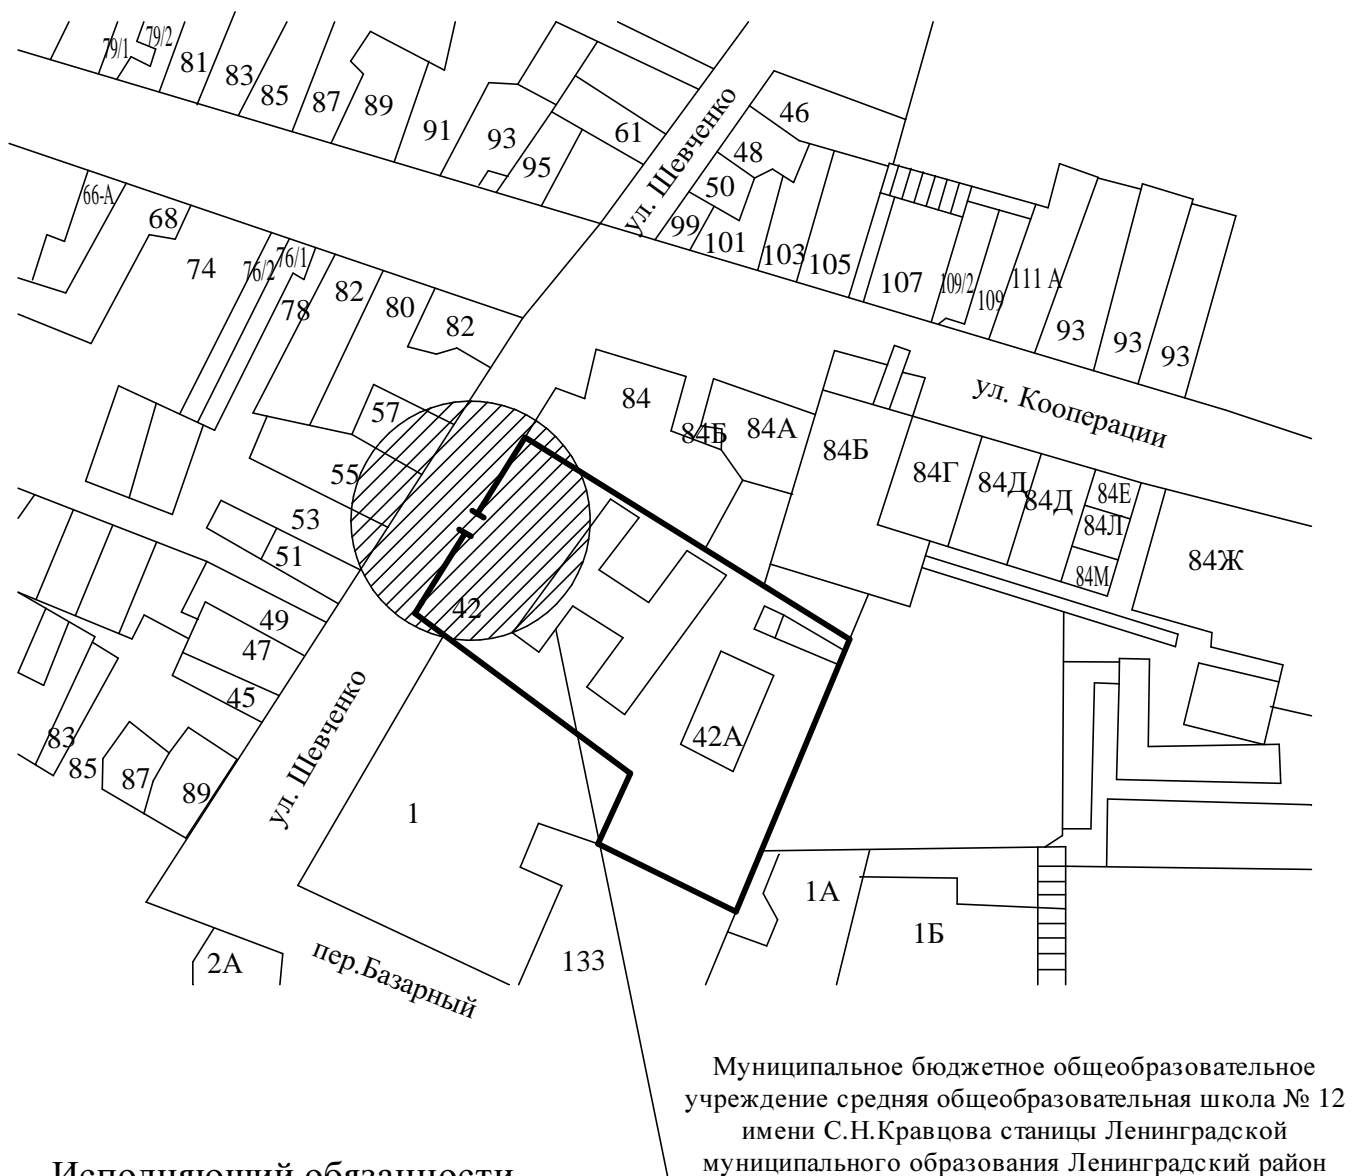 79/1
79/2
81
83
85
87
89
91
93
95
61
ул. Шевченко
46
48
50
99
101
103
105
107
109/2
109
111 А
93
93
93
66-А
68
74
76/2
76/1
78
82
80
82
ул. Кооперации
57
84
84Б
84А
84Б
84Г
84Д
84Д
84Е
84Л
84М
84Ж
55
53
51
42
49
47
45
83
85
87
89
ул. Шевченко
42А
1
1А
1Б
2А
пер.Базарный
133
Муниципальное бюджетное общеобразовательное
учреждение средняя общеобразовательная школа № 12
имени С.Н.Кравцова станицы Ленинградской
муниципального образования Ленинградский район
Исполняющий обязанности